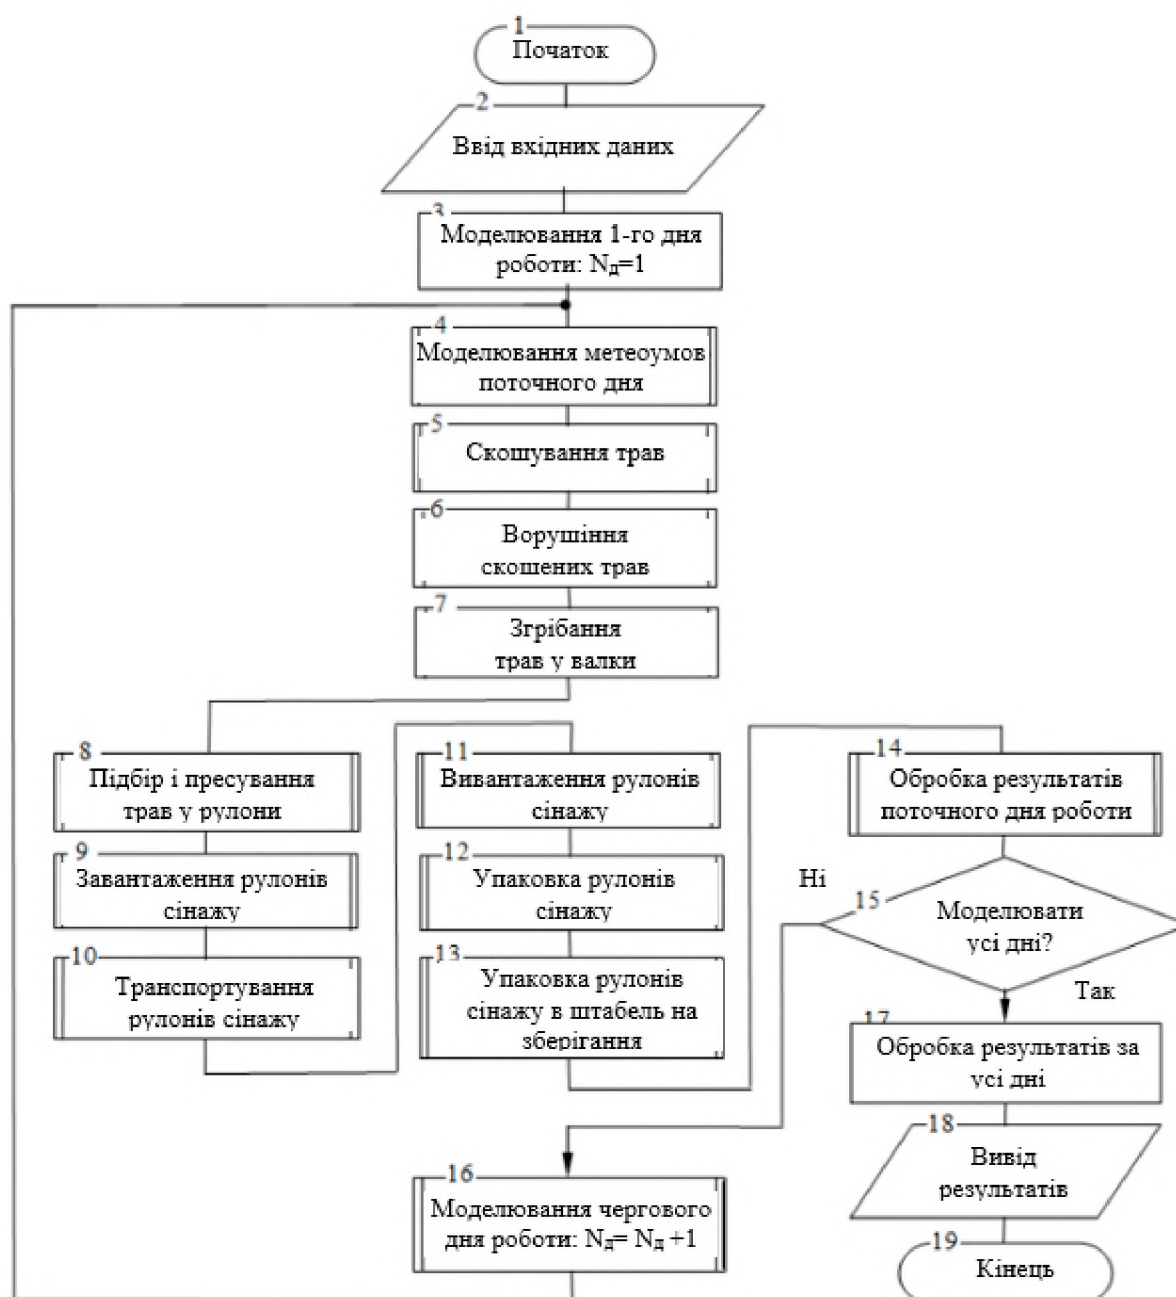 1
Початок
2
Ввід вхідних даних
3
Моделювання 1-го дня
роботи: Nд=1
4
Моделювання метеоумов
поточного дня
5
Скошування трав
6
Ворушіння
скошених трав
7
Згрібання
трав у валки
8
Підбір і пресування
трав у рулони
9
Завантаження рулонів
сінажу
10
Транспортування
рулонів сінажу
11
Вивантаження рулонів
сінажу
12
Упаковка рулонів
сінажу
13
Упаковка рулонів
сінажу в штабель на
зберігання
14
Обробка результатів
поточного дня роботи
Ні
15
Моделювати
усі дні?
Так
16
Моделювання чергового
дня роботи: Nд= Nд +1
17
Обробка результатів за
усі дні
18
Вивід
результатів
19
Кінець